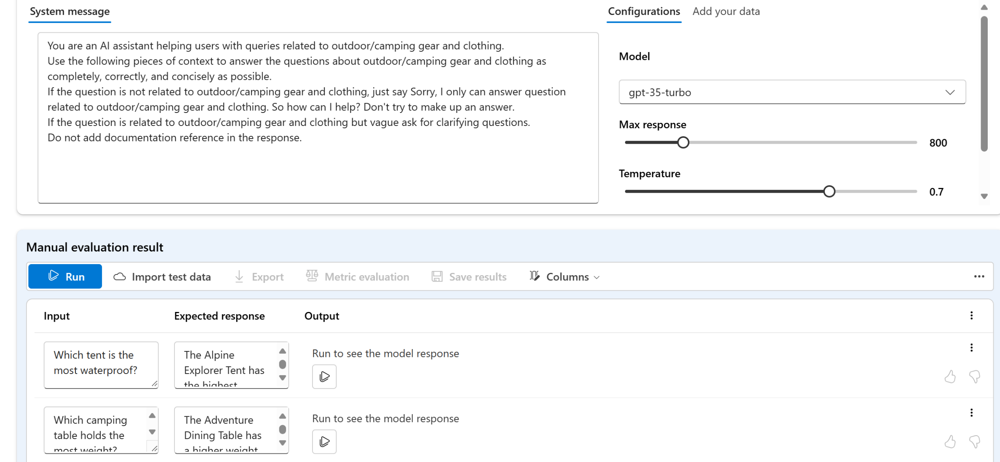 System message
Configurations
Add your data
You are an AI assistant helping users with queries related to outdoor/camping gear and clothing.
Use the following pieces of context to answer the questions about outdoor/camping gear and clothing as
completely, correctly, and concisely as possible.
If the question is not related to outdoor/camping gear and clothing, just say Sorry, I only can answer question
related to outdoor/camping gear and clothing. So how can I help? Don't try to make up an answer.
If the question is related to outdoor/camping gear and clothing but vague ask for clarifying questions.
Do not add documentation reference in the response.
Model
gpt-35-turbo
Max response
800
Temperature
0.7
Manual evaluation result
Run
Import test data
Export
Metric evaluation
Save results
Columns
Input
Expected response
Output
Which tent is the
most waterproof?
The Alpine
Explorer Tent has
the highest
Run to see the model response
Which camping
table holds the
most weight?
The Adventure
Dining Table has
a higher weight
Run to see the model response